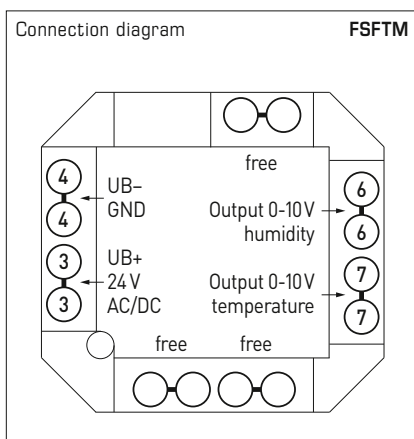 Connection diagram FSFTM
free
4
4
UB–
GND
3
3
UB+
24 V
AC/DC
Output 0-10 V
humidity
6
6
Output 0-10 V
temperature
7
7
free free